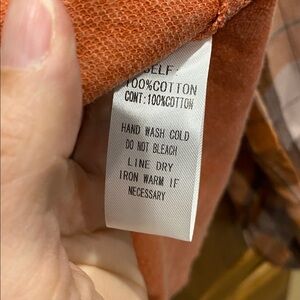 SELF:
100%COTTON
CONT:100%COTTON
HAND WASH COLD
DO NOT BLEACH
LINE DRY
IRON WARM IF
NECESSARY